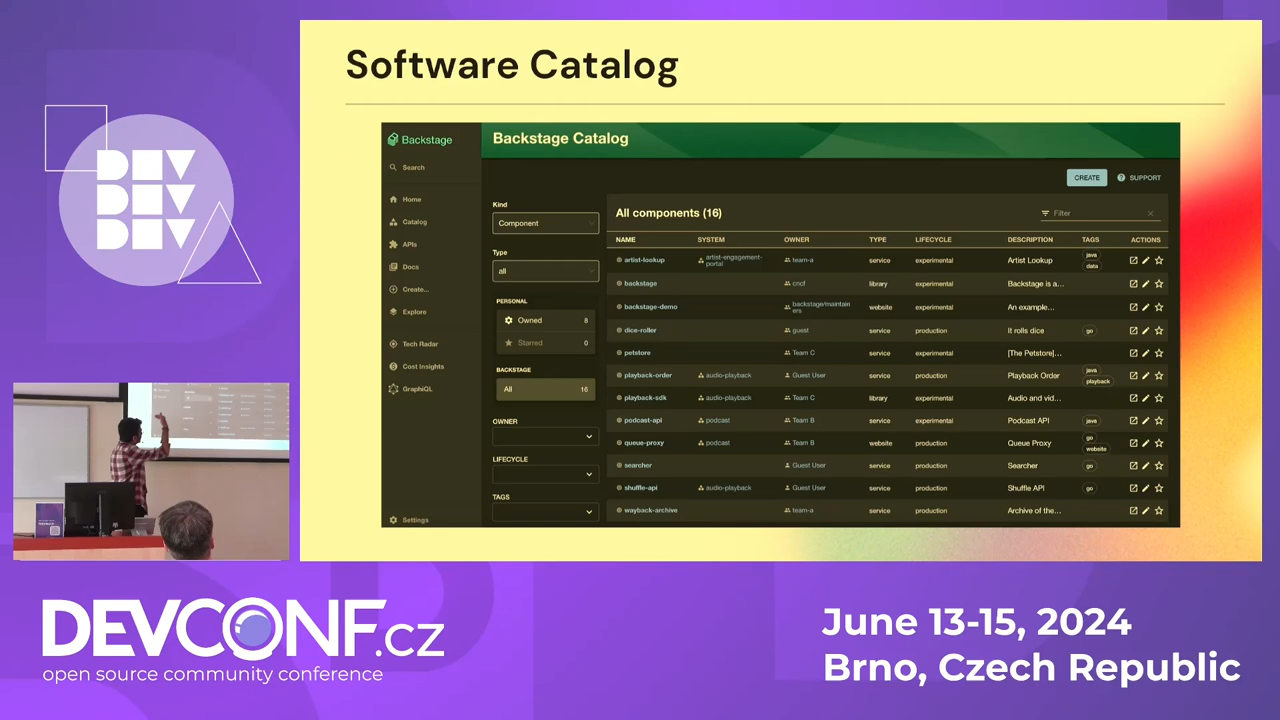 Software Catalog
Backstage
Backstage Catalog
Search
CREATE
SUPPORT
Home
Catalog
APIs
Docs
Create...
Explore
Tech Radar
Cost Insights
GraphiQL
Settings
Kind
Component
Type
all
PERSONAL
Owned 8
Starred 0
BACKSTAGE
All 16
OWNER
LIFECYCLE
TAGS
All components (16)
Filter
NAME SYSTEM OWNER TYPE LIFECYCLE DESCRIPTION TAGS ACTIONS
artist-lookup artist-engagement-portal team-a service experimental Artist Lookup java data
backstage cncf library experimental Backstage is a...
backstage-demo backstage/maintainers website experimental An example...
dice-roller guest service production It rolls dice go
petstore Team C service experimental [The Petstore]...
playback-order audio-playback Guest User service production Playback Order java playback
playback-sdk audio-playback Team C library experimental Audio and vid...
podcast-api podcast Team B service experimental Podcast API java
queue-proxy podcast Team B website production Queue Proxy go website
searcher Guest User service production Searcher go
shuffle-api audio-playback Guest User service production Shuffle API go
wayback-archive team-a service production Archive of the...
DEV
DEV
DEV
DEVCONF.cz
open source community conference
June 13-15, 2024
Brno, Czech Republic